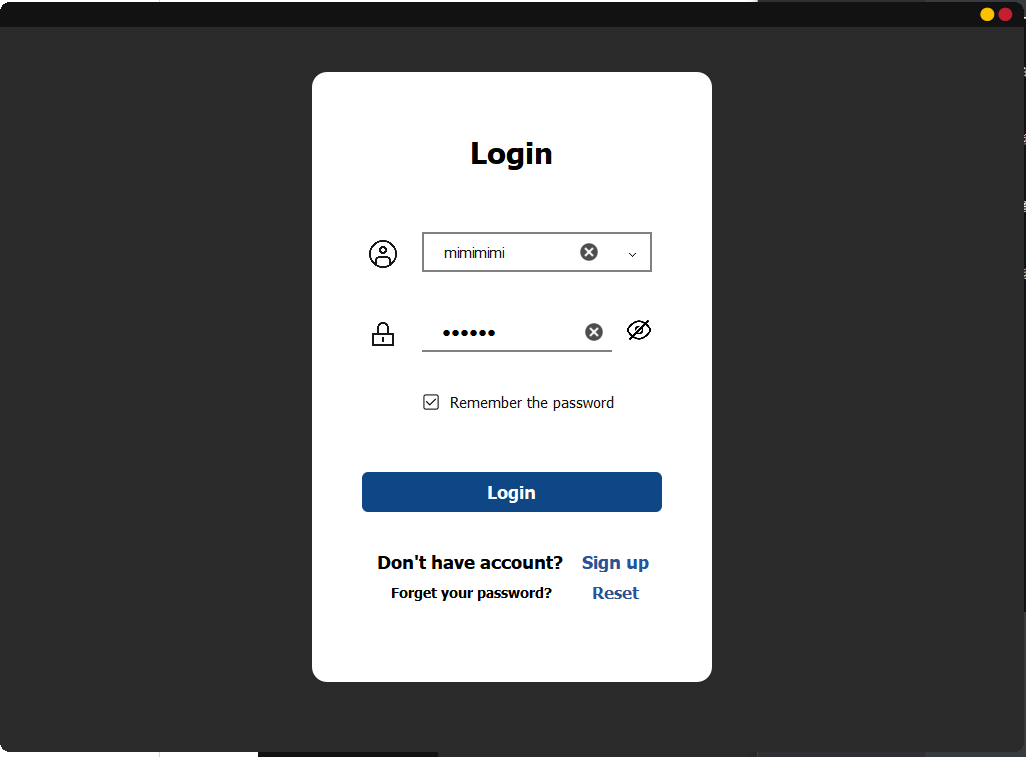 Login
mimimimi
••••••
Remember the password
Login
Don't have account? Sign up
Forget your password? Reset